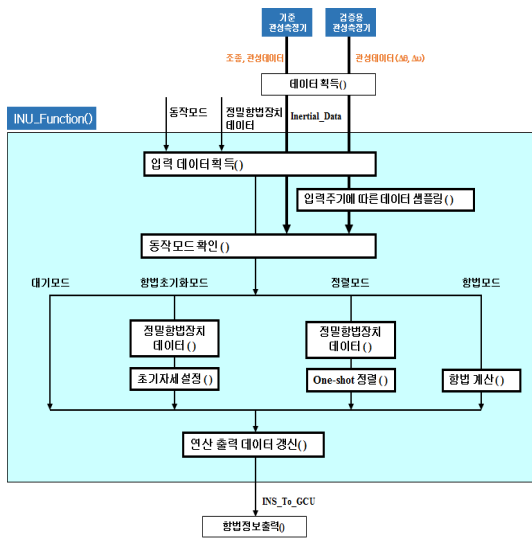 기준
관성측정기
검증용
관성측정기
조종, 관성데이터
관성데이터(Δθ, Δυ)
데이터 획득()
INU_Function()
동작모드
정밀항법장치
데이터
Inertial_Data
입력 데이터 획득()
입력주기에 따른 데이터 샘플링()
동작모드 확인()
대기모드
항법초기화모드
정렬모드
항법모드
정밀항법장치
데이터()
정밀항법장치
데이터()
초기자세 설정()
One-shot 정렬()
항법 계산()
연산 출력 데이터 갱신()
INS_To_GCU
항법정보출력()